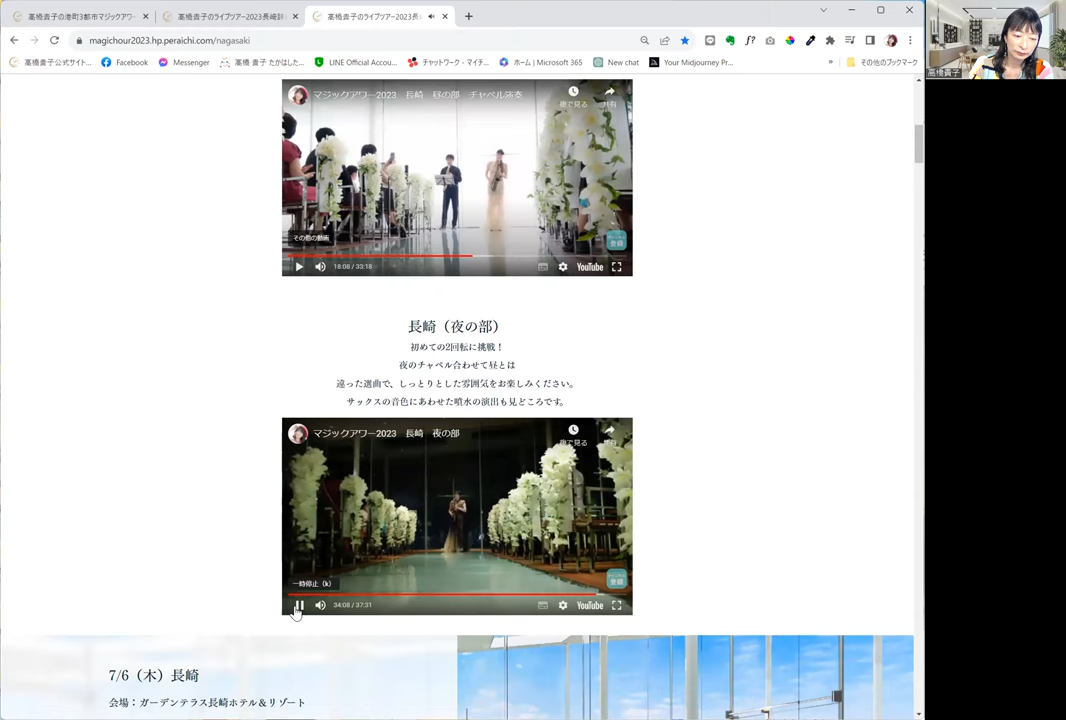 高橋貴子の港町3都市マジックアワ
高橋貴子のライブツアー2023長崎詳
高橋貴子のライブツアー2023長
magichour2023.hp.peraichi.com/nagasaki
高橋貴子公式サイト...
Facebook
Messenger
高橋 貴子 たかはした...
LINE Official Accou...
チャットワーク - マイチ...
ホーム | Microsoft 365
New chat
Your Midjourney Pr...
»
その他のブックマーク
高橋貴子
マジックアワー2023 長崎 昼の部 チャペル演奏
後で見る
共有
その他の動画
登録
18:08 / 33:18
YouTube
長崎（夜の部）
初めての2回転に挑戦！
夜のチャペル合わせて昼とは
違った選曲で、しっとりとした雰囲気をお楽しみください。
サックスの音色にあわせた噴水の演出も見どころです。
マジックアワー2023 長崎 夜の部
後で見る
共有
一時停止（k）
登録
34:08 / 37:31
YouTube
7/6（木）長崎
会場：ガーデンテラス長崎ホテル＆リゾート